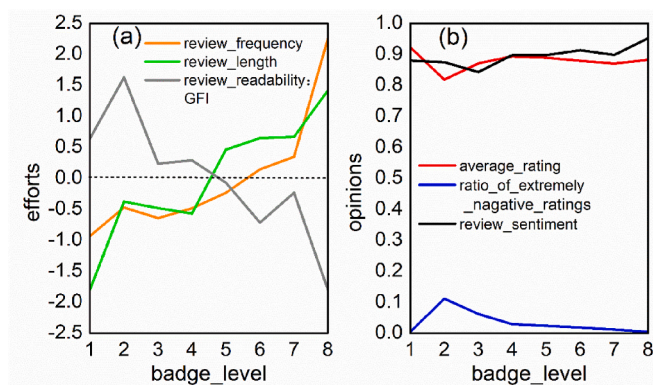 (a)
review_frequency
review_length
review_readability:
GFI
efforts
2.5
2.0
1.5
1.0
0.5
0.0
-0.5
-1.0
-1.5
-2.0
-2.5
1 2 3 4 5 6 7 8
badge_level
(b)
average_rating
ratio_of_extremely
_nagative_ratings
review_sentiment
opinions
1.0
0.9
0.8
0.7
0.6
0.5
0.4
0.3
0.2
0.1
0.0
1 2 3 4 5 6 7 8
badge_level